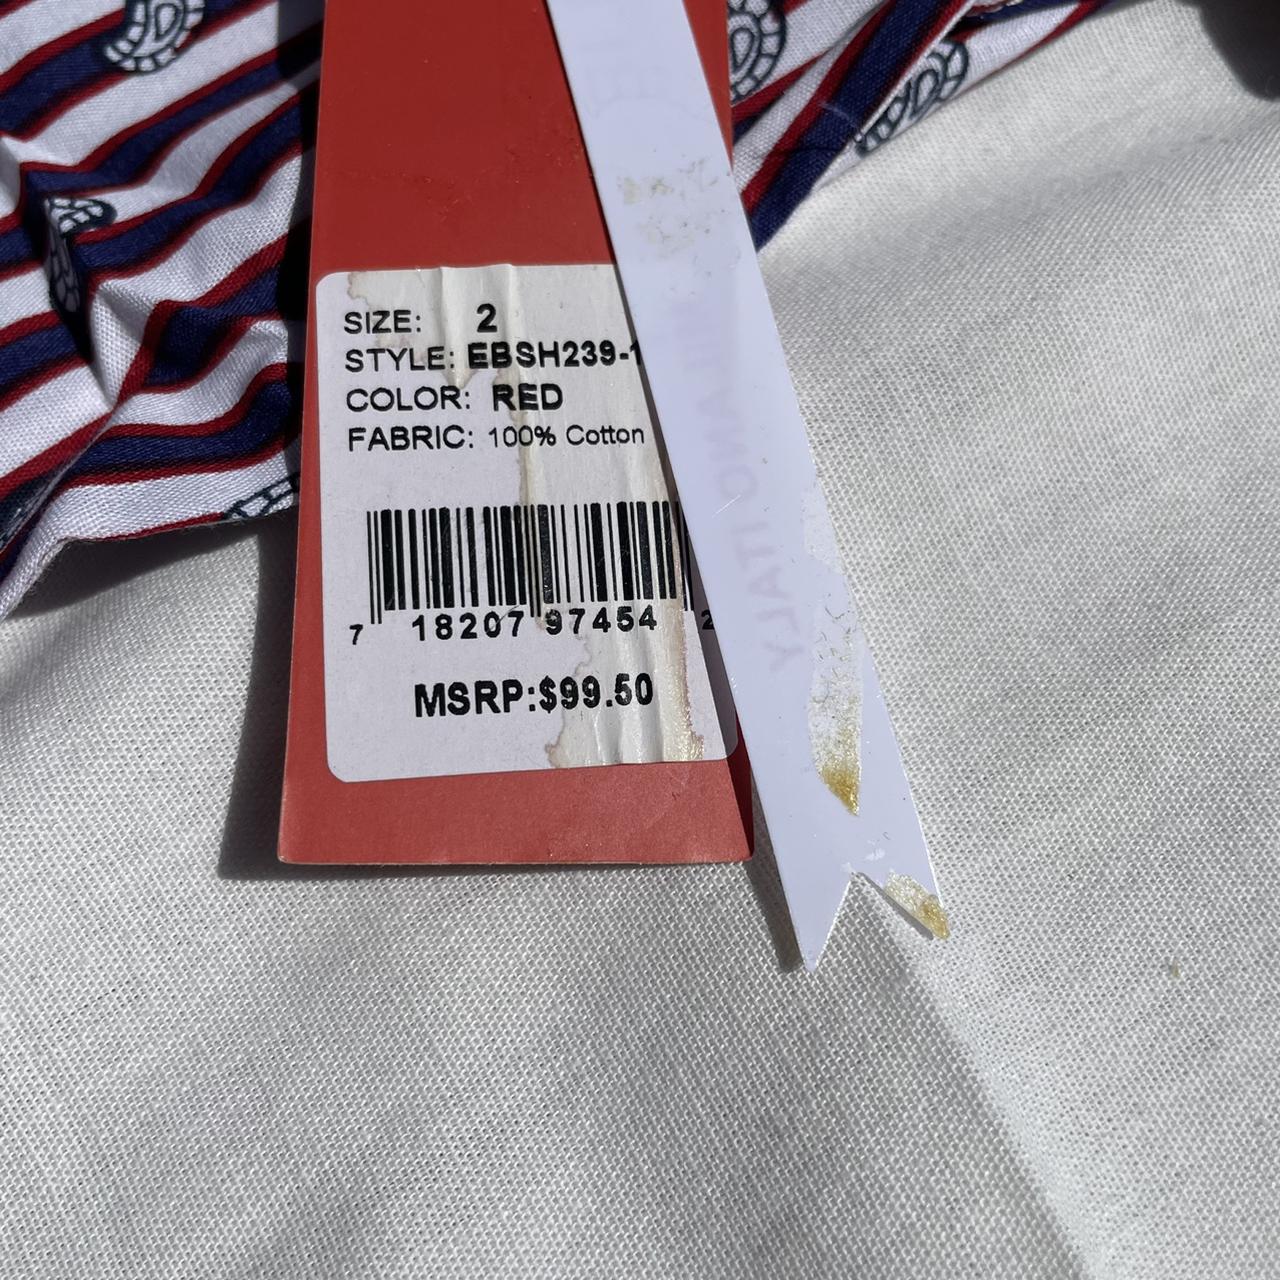 SIZE: 2
STYLE: EBSH239-1
COLOR: RED
FABRIC: 100% Cotton
7 18207 97454 2
MSRP:$99.50